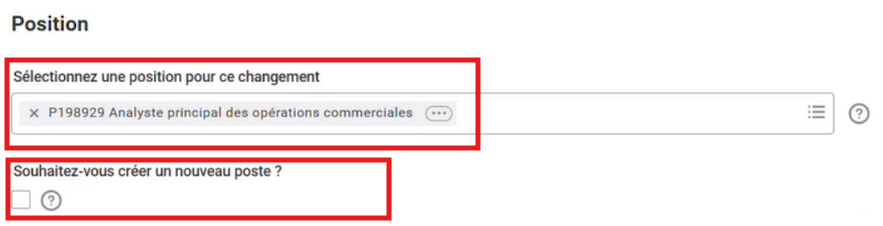 Position
Sélectionnez une position pour ce changement
× P198929 Analyste principal des opérations commerciales
Souhaitez-vous créer un nouveau poste ?